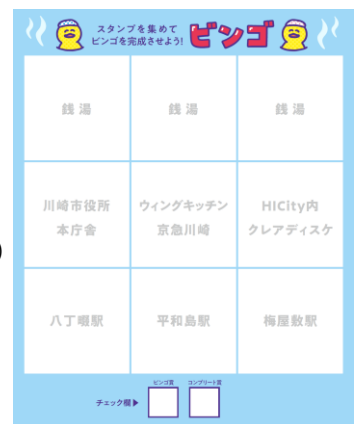 スタンプを集めて
ビンゴを完成させよう!
ビンゴ
銭湯
銭湯
銭湯
川崎市役所
本庁舎
ウィングキッチン
京急川崎
HICity内
クレアディスケ
八丁畷駅
平和島駅
梅屋敷駅
ビンゴ賞
コンプリート賞
チェック欄▶